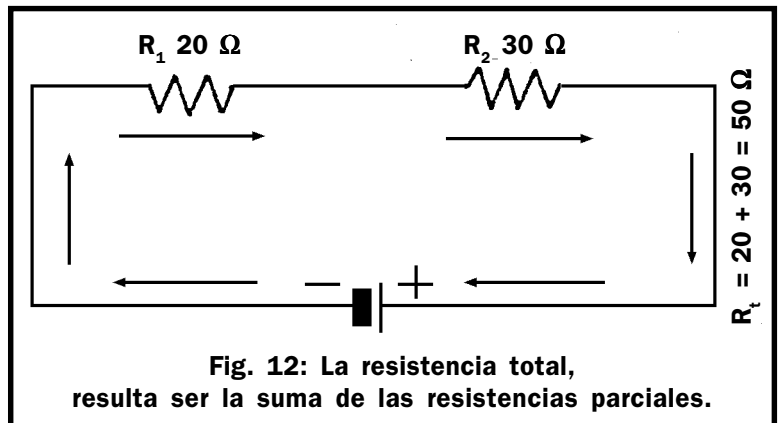 R₁ 20 Ω
R₂ 30 Ω
Rₜ = 20 + 30 = 50 Ω
− +
Fig. 12: La resistencia total,
resulta ser la suma de las resistencias parciales.